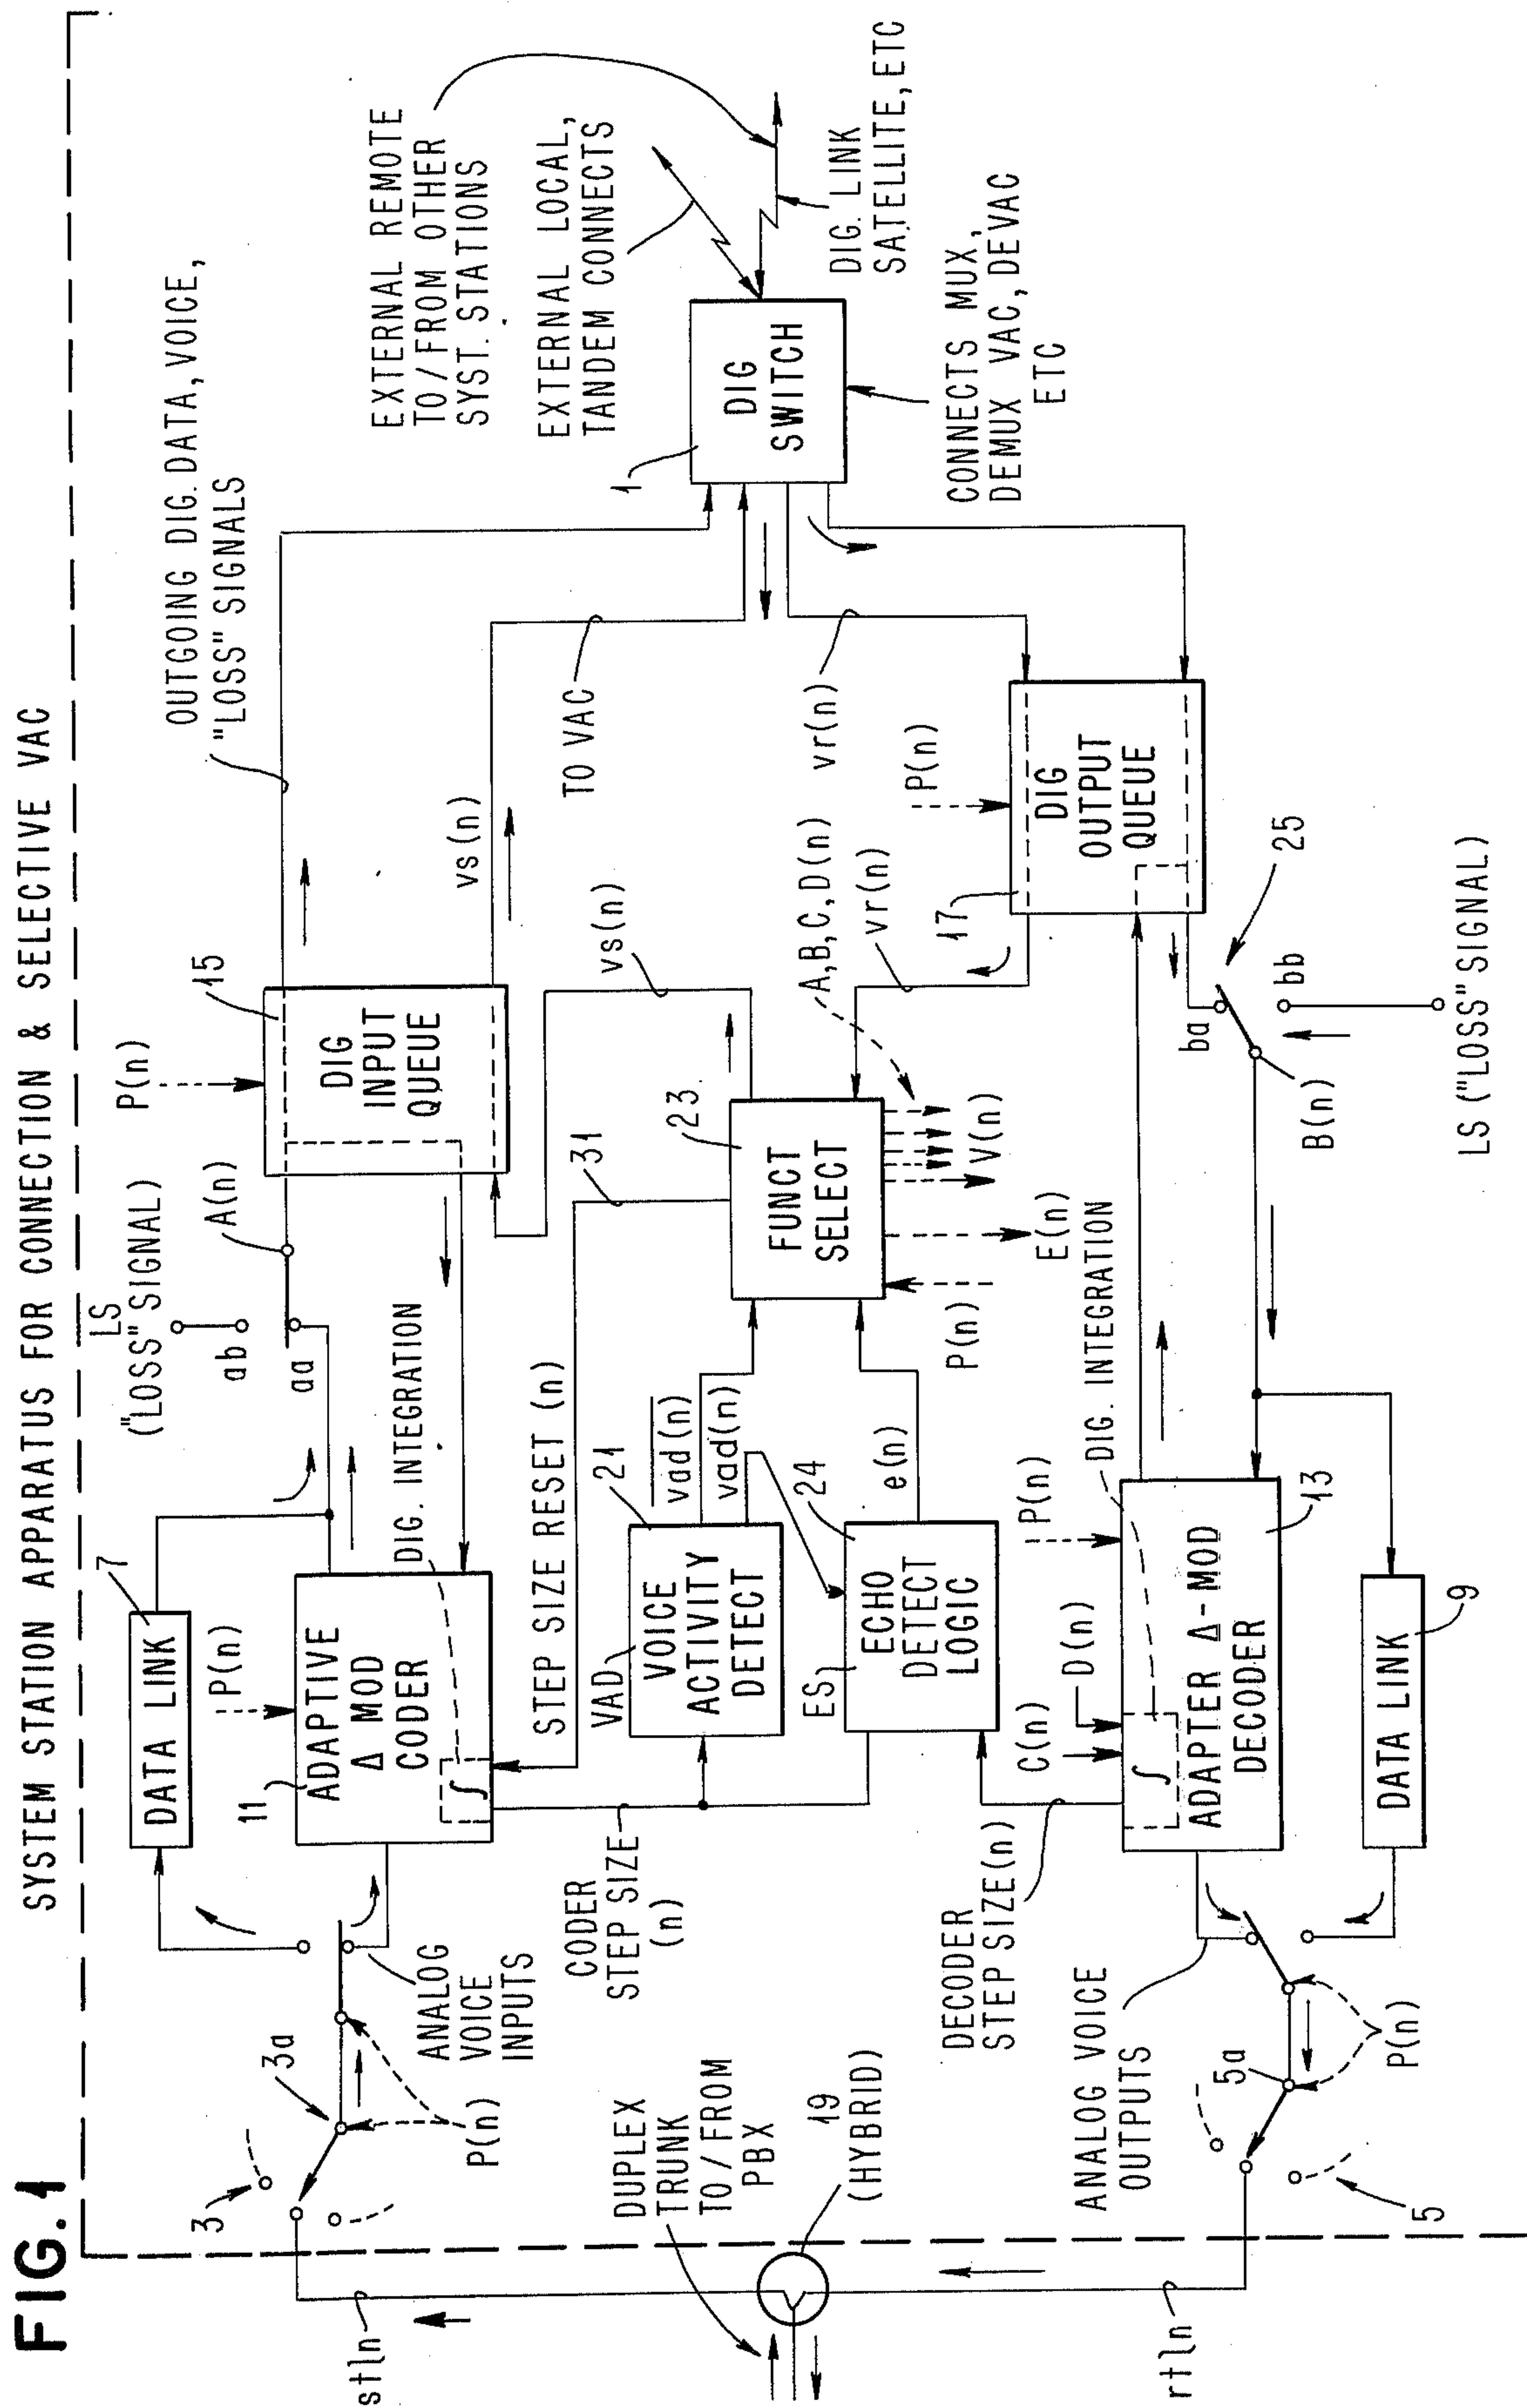 FIG. 1
SYSTEM STATION APPARATUS FOR CONNECTION & SELECTIVE VAC
DATA LINK
7
LS
("LOSS" SIGNAL)
ab
aa
A(n)
P(n)
15
DIG
INPUT
QUEUE
OUTGOING DIG. DATA, VOICE,
"LOSS" SIGNALS
3
3a
P(n)
ANALOG
VOICE
INPUTS
P(n)
11
ADAPTIVE
Δ MOD
CODER
∫
DIG. INTEGRATION
vs(n)
stln
CODER
STEP SIZE
(n)
STEP SIZE RESET (n)
31
vs(n)
TO VAC
EXTERNAL REMOTE
TO/FROM OTHER
SYST. STATIONS
EXTERNAL LOCAL,
TANDEM CONNECTS
DUPLEX
TRUNK
TO/FROM
PBX
19
(HYBRID)
VAD
21
VOICE
ACTIVITY
DETECT
vad(n)
vad(n)
23
FUNCT
SELECT
1
DIG
SWITCH
DIG. LINK
SATELLITE, ETC
ES
24
ECHO
DETECT
LOGIC
e(n)
P(n)
E(n)
V(n)
A,B,C,D(n)
vr(n)
vr(n)
CONNECTS MUX,
DEMUX VAC, DEVAC
ETC
DECODER
STEP SIZE(n)
17
P(n)
DIG
OUTPUT
QUEUE
C(n)
D(n)
P(n)
DIG. INTEGRATION
rtln
ANALOG VOICE
OUTPUTS
5a
5
P(n)
∫
ADAPTER Δ-MOD
DECODER
13
DATA LINK
9
ba
bb
25
B(n)
LS ("LOSS" SIGNAL)